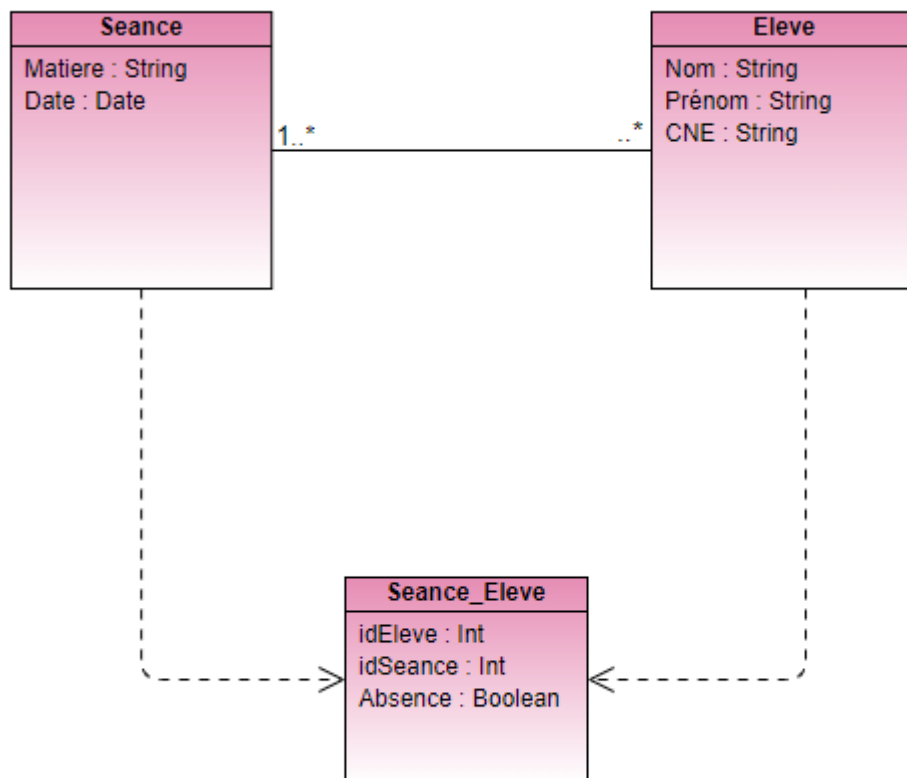 Seance
Matiere : String
Date : Date
Eleve
Nom : String
Prénom : String
CNE : String
1..*
..*
Seance_Eleve
idEleve : Int
idSeance : Int
Absence : Boolean